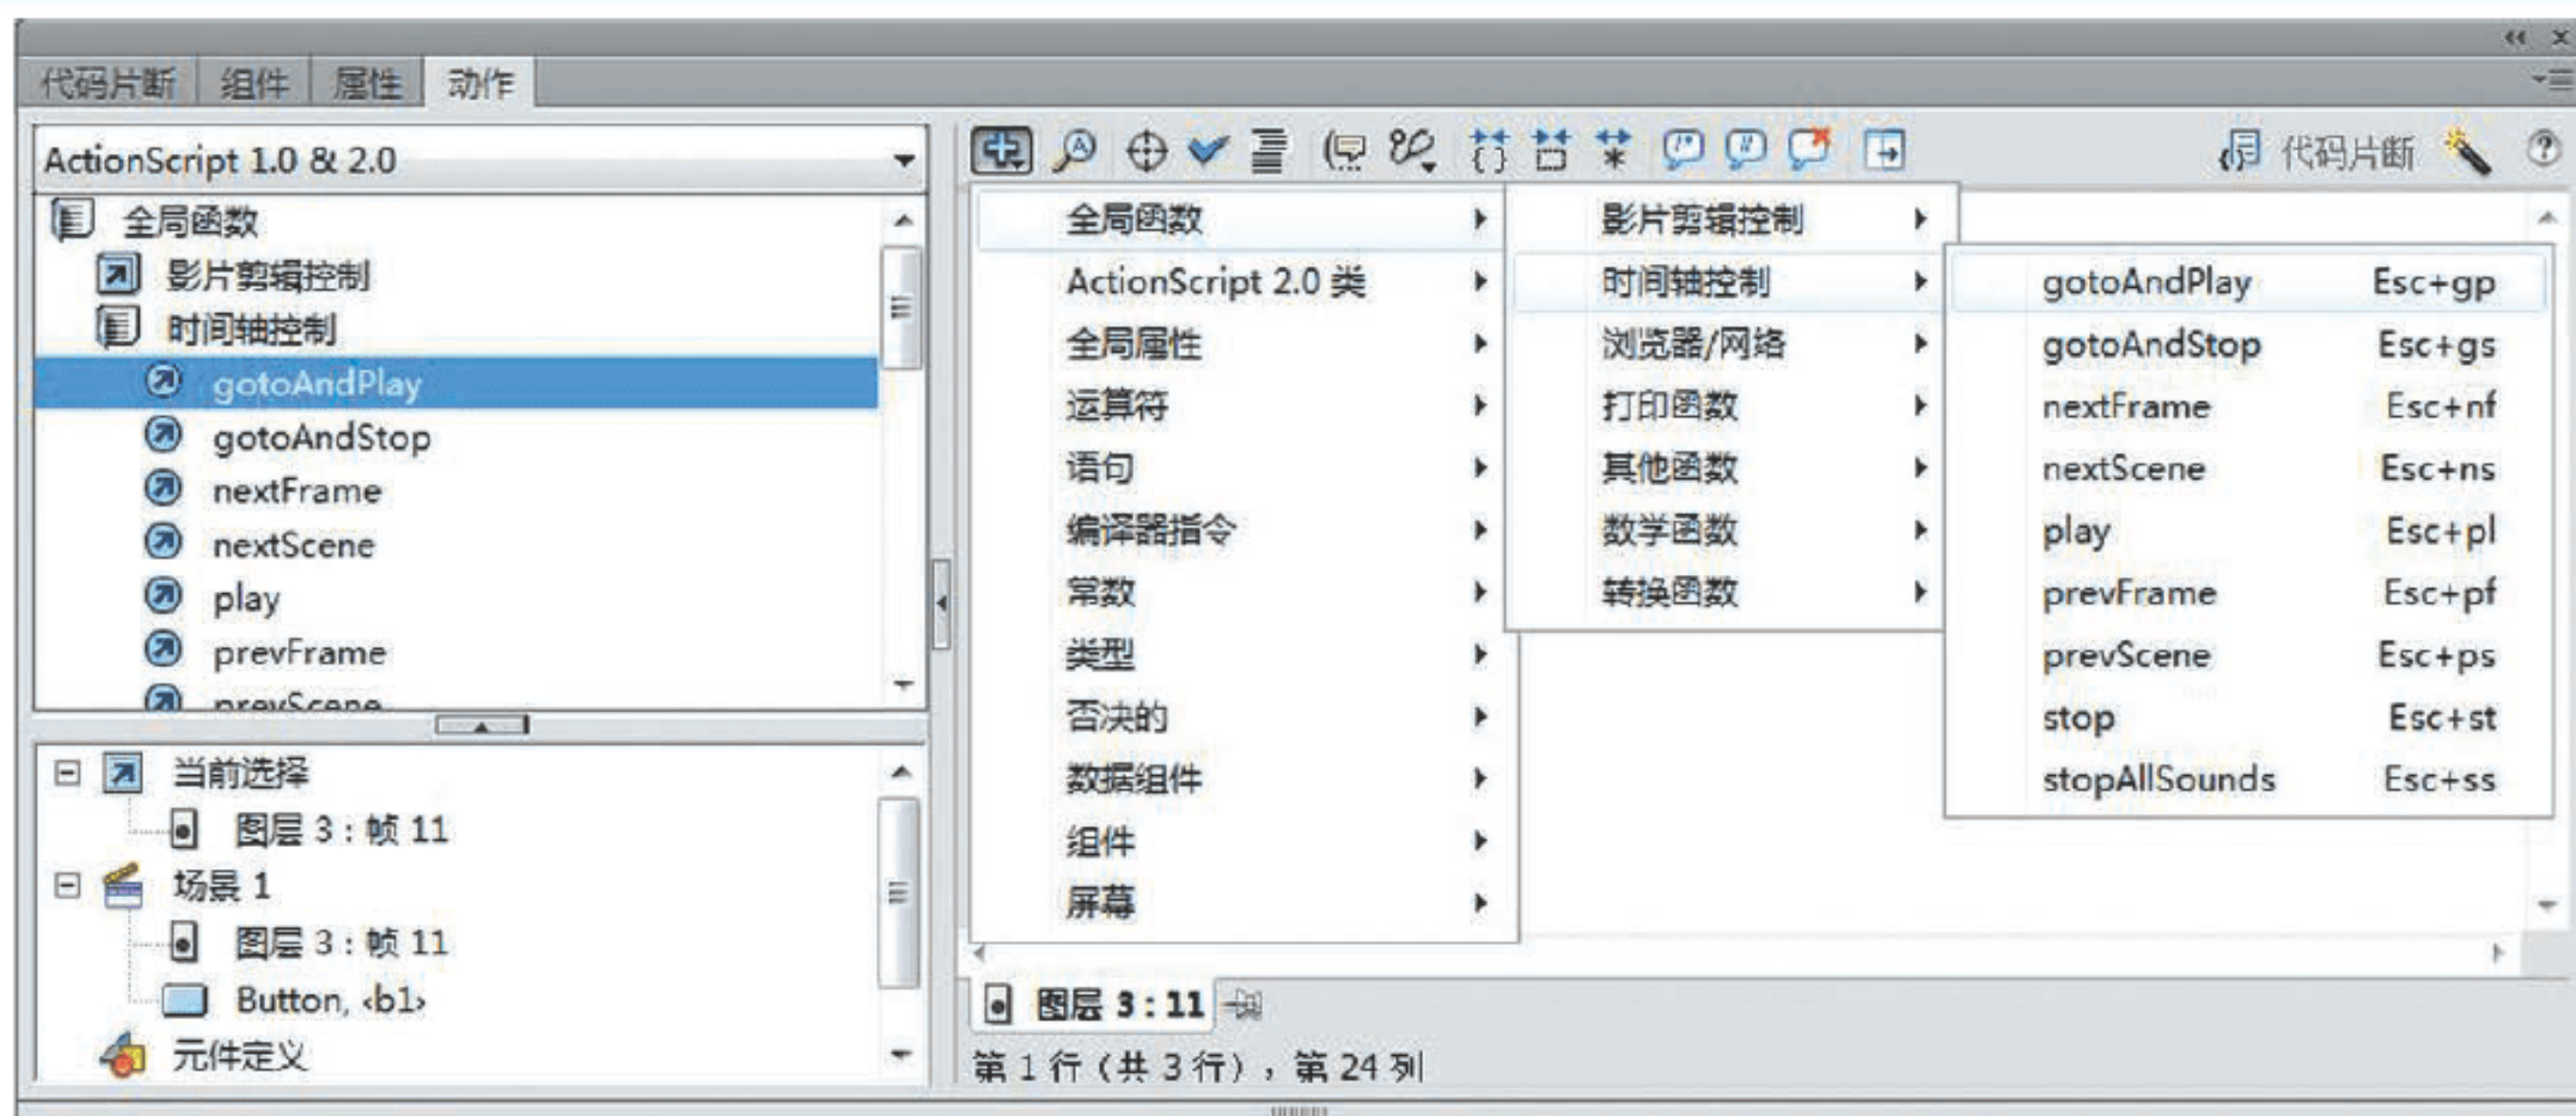 代码片断 组件 属性 动作
ActionScript 1.0 & 2.0
全局函数
影片剪辑控制
时间轴控制
gotoAndPlay
gotoAndStop
nextFrame
nextScene
play
prevFrame
prevScene
当前选择
图层 3 : 帧 11
场景 1
图层 3 : 帧 11
Button, <b1>
元件定义
代码片断
全局函数
ActionScript 2.0 类
全局属性
运算符
语句
编译器指令
常数
类型
否决的
数据组件
组件
屏幕
影片剪辑控制
时间轴控制
浏览器/网络
打印函数
其他函数
数学函数
转换函数
gotoAndPlay Esc+gp
gotoAndStop Esc+gs
nextFrame Esc+nf
nextScene Esc+ns
play Esc+pl
prevFrame Esc+pf
prevScene Esc+ps
stop Esc+st
stopAllSounds Esc+ss
图层 3 : 11
第 1 行（共 3 行），第 24 列